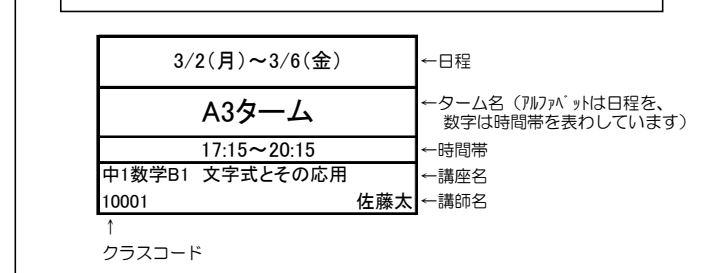 3/2(月)～3/6(金)
←日程
A3ターム
←ターム名（ｱﾙﾌｧﾍﾞｯﾄは日程を、
数字は時間帯を表わしています）
17:15～20:15
←時間帯
中1数学B1　文字式とその応用
←講座名
10001
佐藤太
←講師名
↑
クラスコード